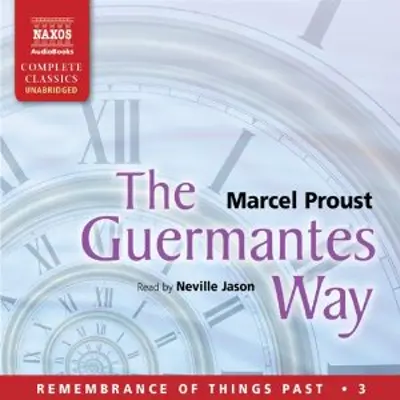 NAXOS
AudioBooks
COMPLETE
CLASSICS
UNABRIDGED
The Marcel Proust
Guermantes
Read by Neville Jason Way
REMEMBRANCE OF THINGS PAST • 3